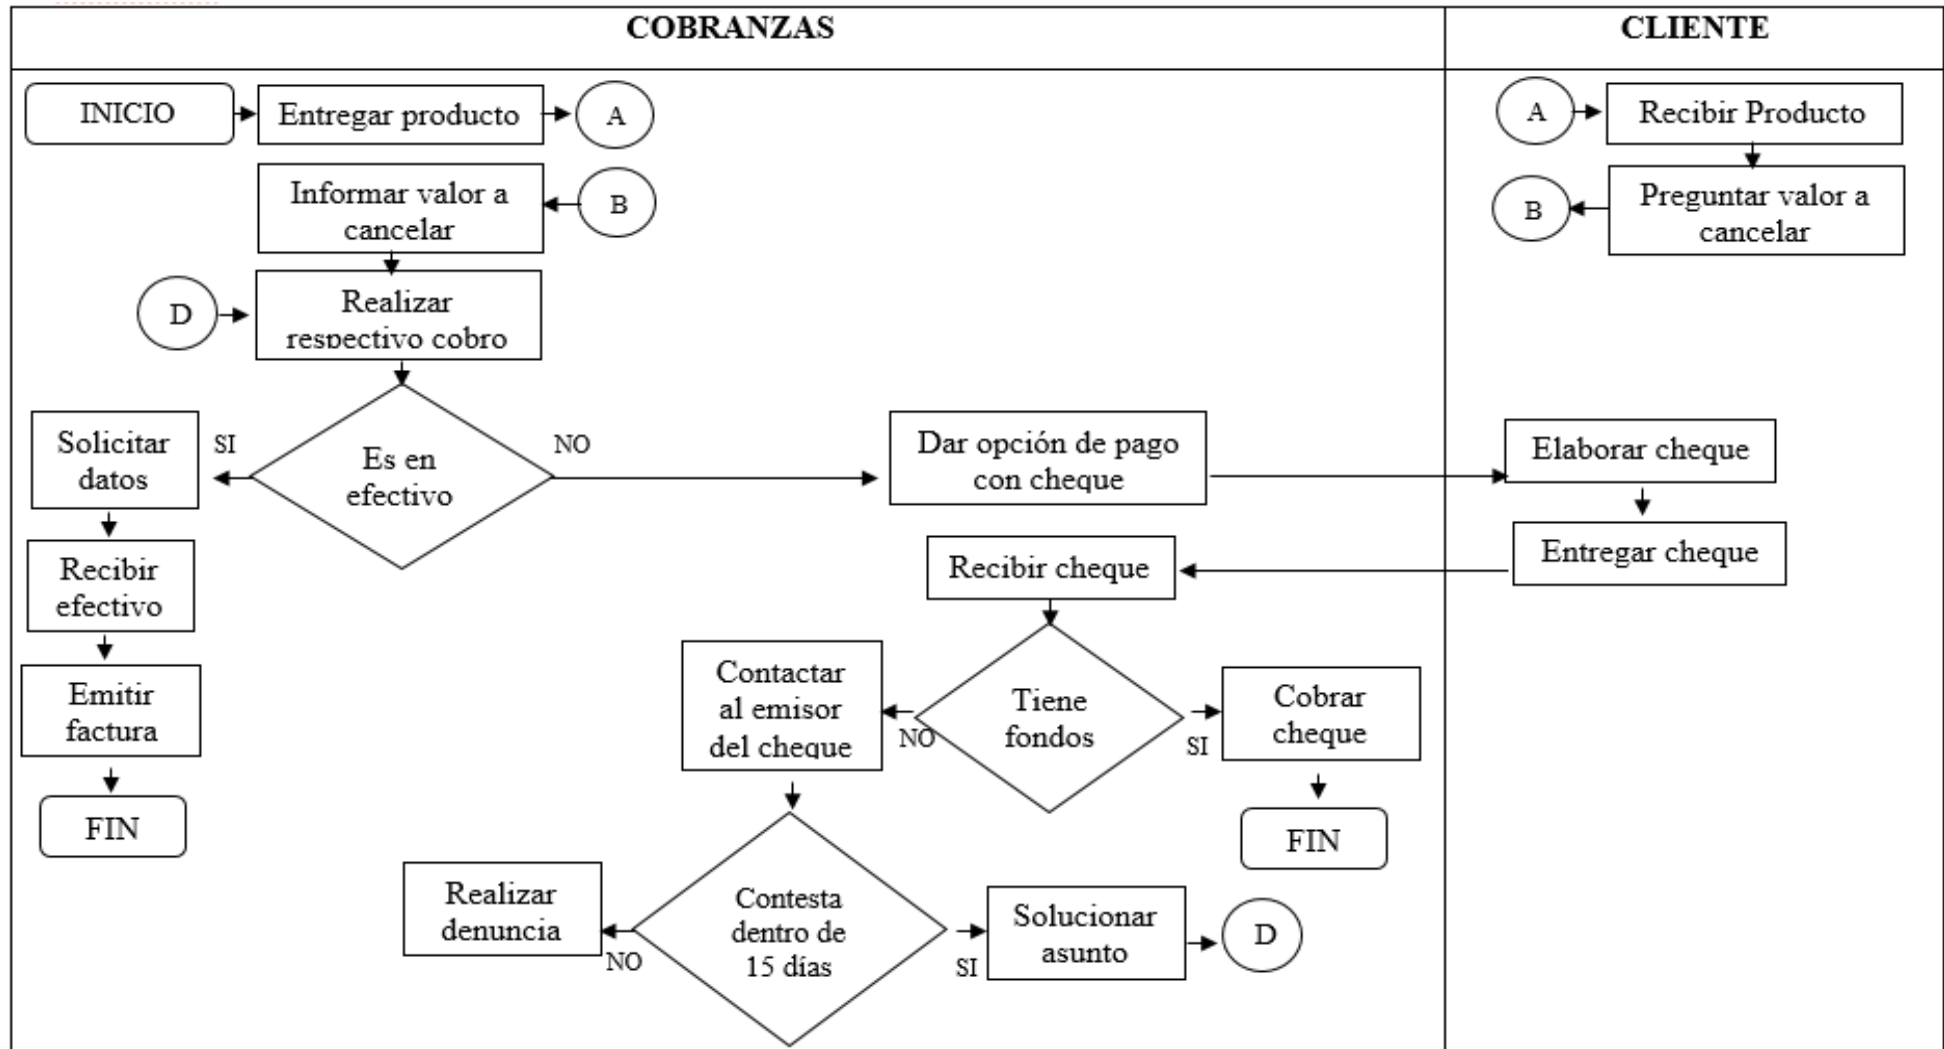 COBRANZAS
CLIENTE
INICIO
Entregar producto
A
A
Recibir Producto
Informar valor a
cancelar
B
B
Preguntar valor a
cancelar
D
Realizar
respectivo cobro
Solicitar
datos
SI
Es en
efectivo
NO
Dar opción de pago
con cheque
Elaborar cheque
Recibir
efectivo
Recibir cheque
Entregar cheque
Emitir
factura
Contactar
al emisor
del cheque
NO
Tiene
fondos
SI
Cobrar
cheque
FIN
FIN
Realizar
denuncia
NO
Contesta
dentro de
15 días
SI
Solucionar
asunto
D